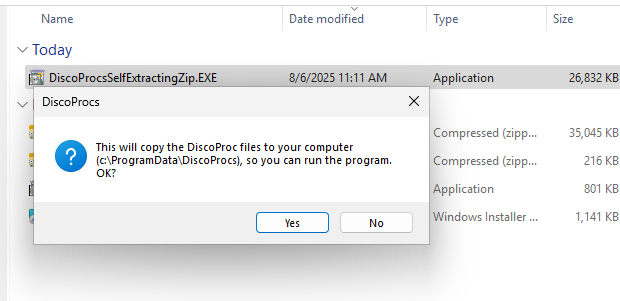 Name Date modified Type Size
Today
DiscoProcsSelfExtractingZip.EXE 8/6/2025 11:11 AM Application 26,832 KB
DiscoProcs
This will copy the DiscoProc files to your computer
(c:\ProgramData\DiscoProcs), so you can run the program.
OK?
Compressed (zipp... 35,045 KB
Compressed (zipp... 216 KB
Application 801 KB
Windows Installer ... 1,141 KB
Yes No